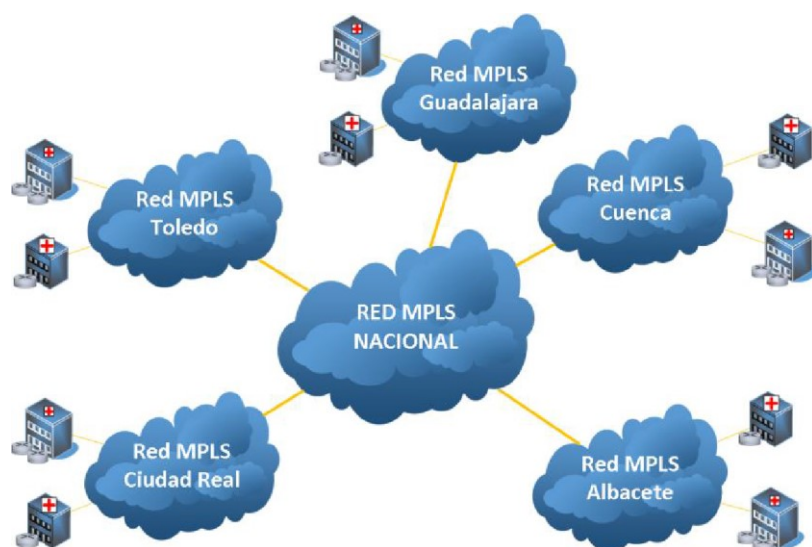 Red MPLS
Guadalajara
Red MPLS
Toledo
Red MPLS
Cuenca
RED MPLS
NACIONAL
Red MPLS
Ciudad Real
Red MPLS
Albacete